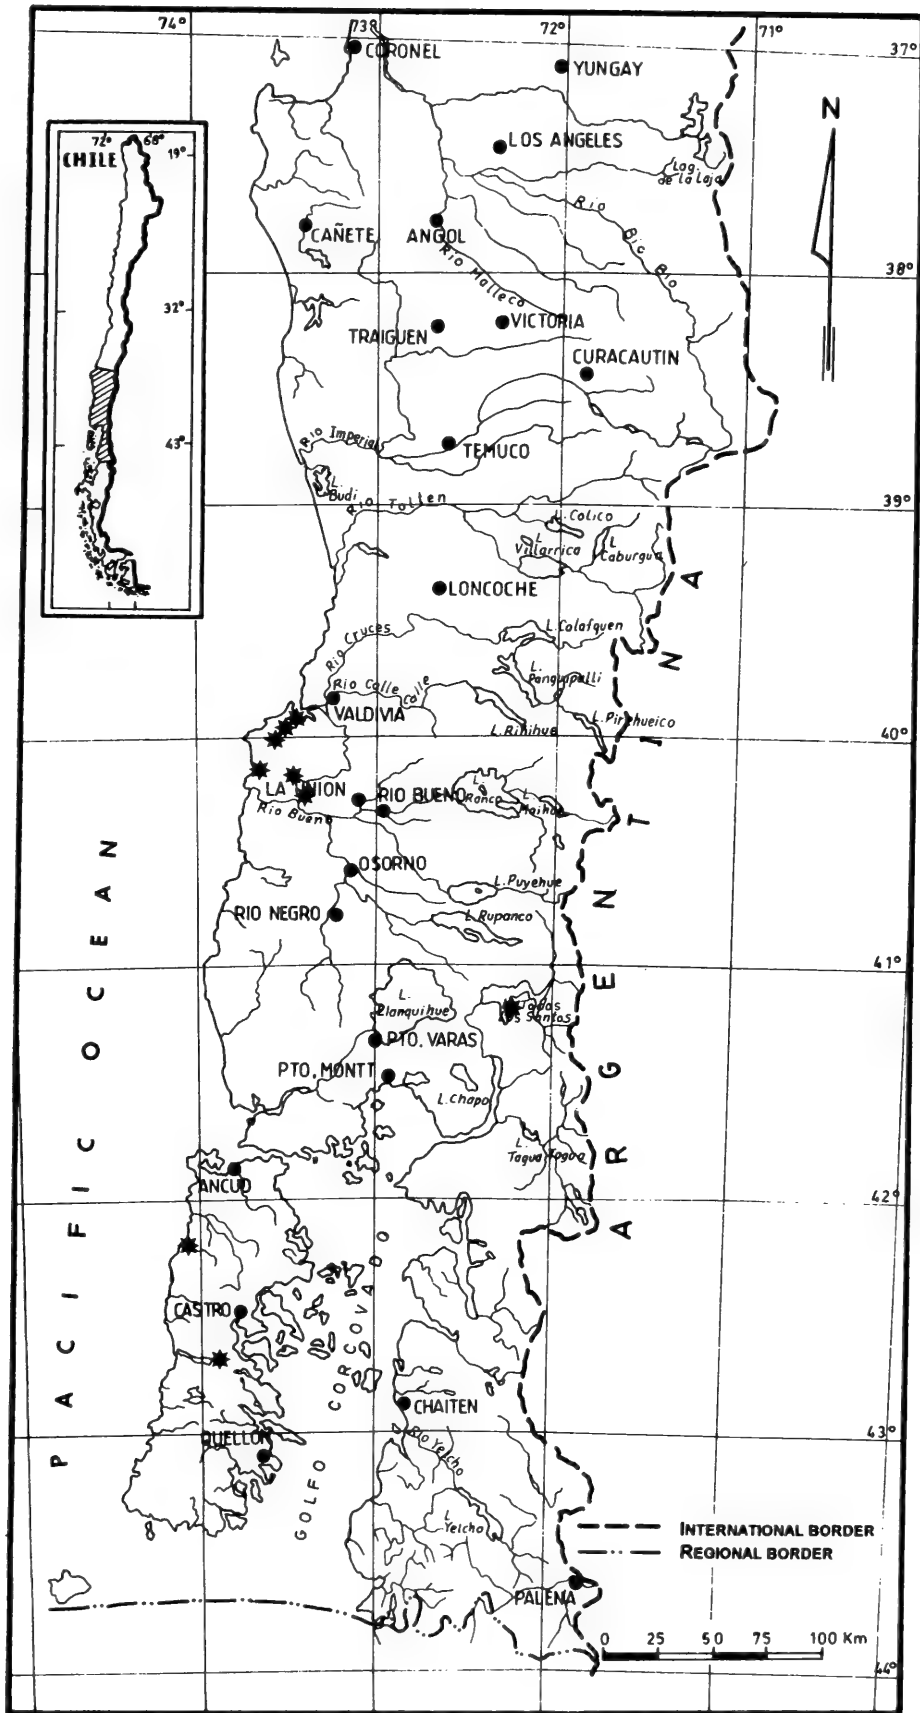 74°
738
72°
71°
37°
CORONEL
YUNGAY
N
LOS ANGELES
Lag.
de la Laja
72° 68°
CHILE
19°
32°
43°
Rio
Bio Bio
CAÑETE
ANGOL
Rio Malleco
38°
VICTORIA
TRAIGUEN
CURACAUTIN
Rio Imperial
TEMUCO
L.
Budi
39°
Rio Tolten
L. Colico
L.
Villarrica
L.
Caburgua
LONCOCHE
Rio Cruces
L. Calafquen
L.
Panguipulli
Rio Calle Calle
VALDIVIA
L. Riñihue
L. Pirehueico
40°
LA UNION
RIO BUENO
L.
Ranco
L.
Maihue
Rio Bueno
OSORNO
L. Puyehue
RIO NEGRO
L. Rupanco
41°
L.
Llanquihue
Todos
Los Santos
PTO. VARAS
PTO. MONTT
L. Chapo
L.
Tagua Tagua
ANCUD
42°
CASTRO
CHAITEN
QUELLON
43°
Rio Yelcho
L.
Yelcho
GOLFO CORCOVADO
PACIFIC OCEAN
ARGENTINA
INTERNATIONAL BORDER
REGIONAL BORDER
PALENA
0 25 50 75 100 Km
44°